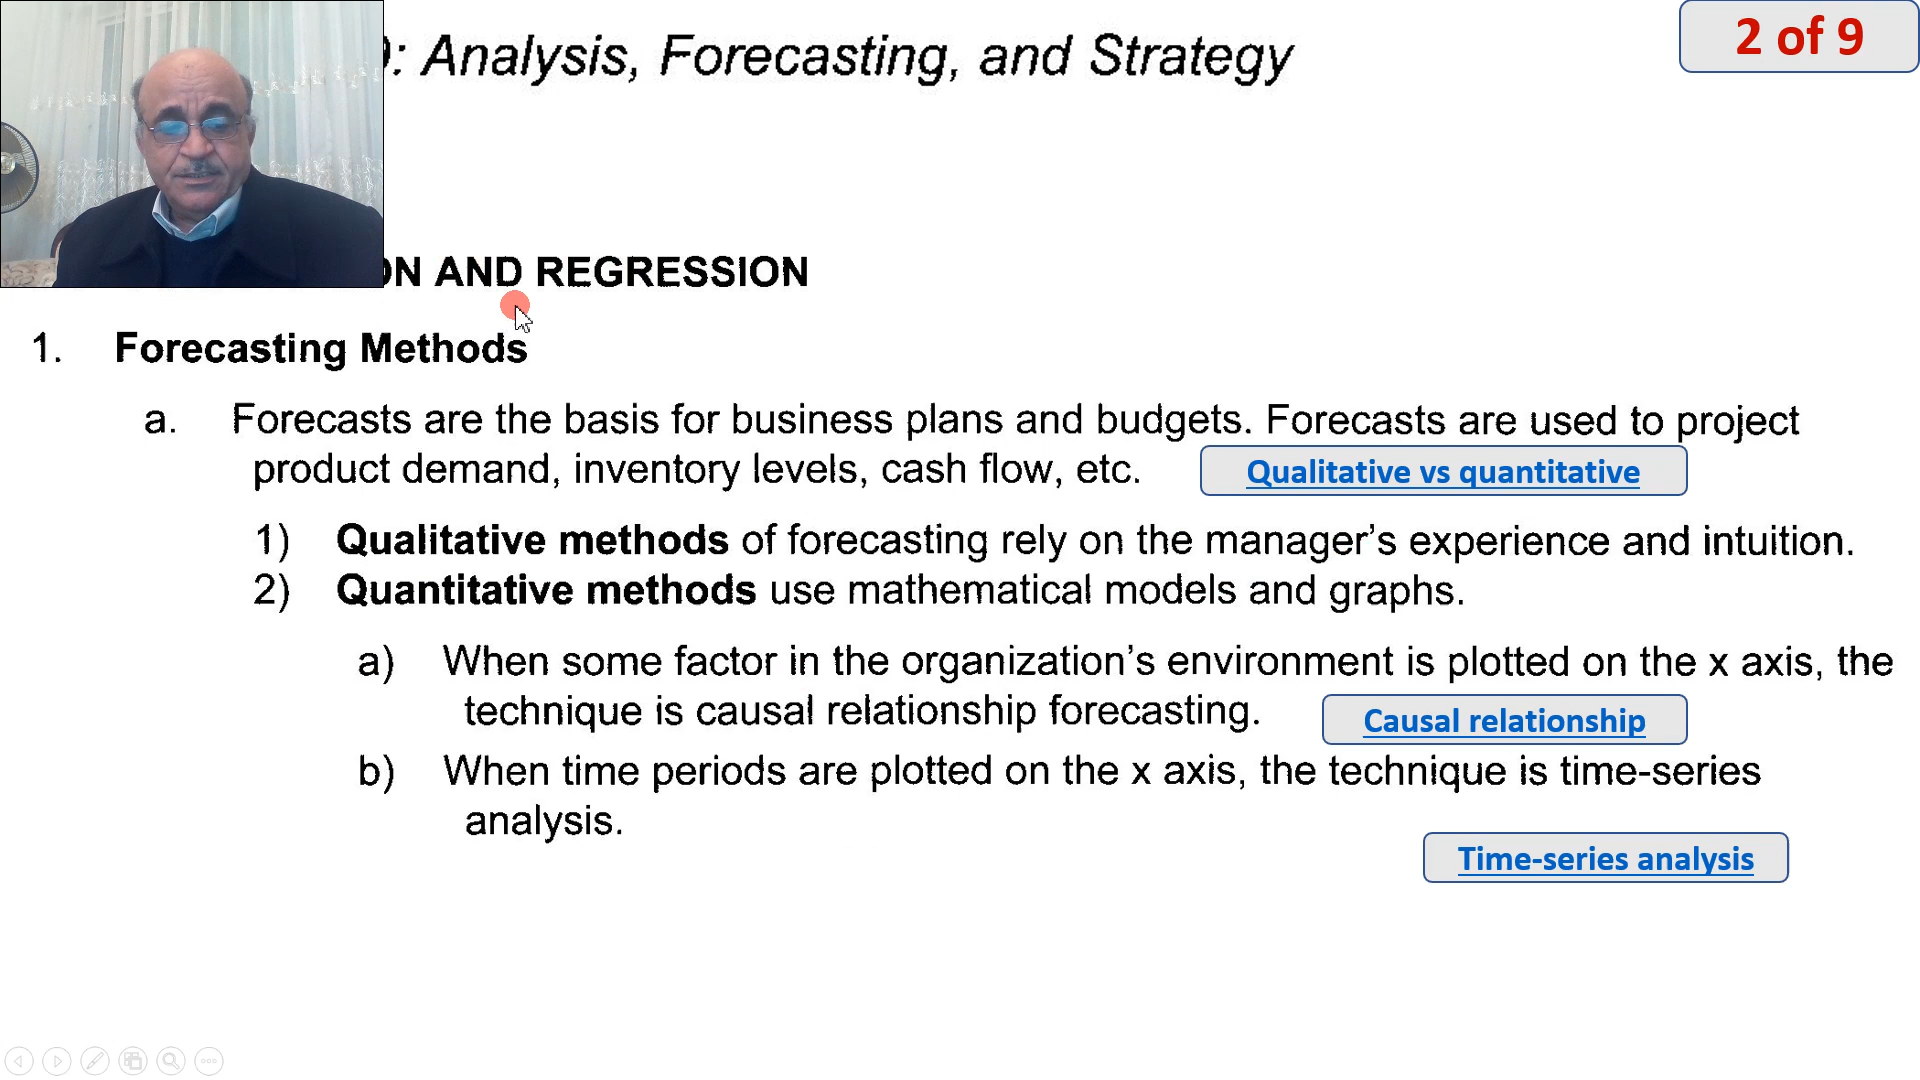 : Analysis, Forecasting, and Strategy
2 of 9
AND REGRESSION
1. Forecasting Methods
a. Forecasts are the basis for business plans and budgets. Forecasts are used to project
product demand, inventory levels, cash flow, etc.
Qualitative vs quantitative
1) Qualitative methods of forecasting rely on the manager’s experience and intuition.
2) Quantitative methods use mathematical models and graphs.
a) When some factor in the organization’s environment is plotted on the x axis, the
technique is causal relationship forecasting.
Causal relationship
b) When time periods are plotted on the x axis, the technique is time-series
analysis.
Time-series analysis